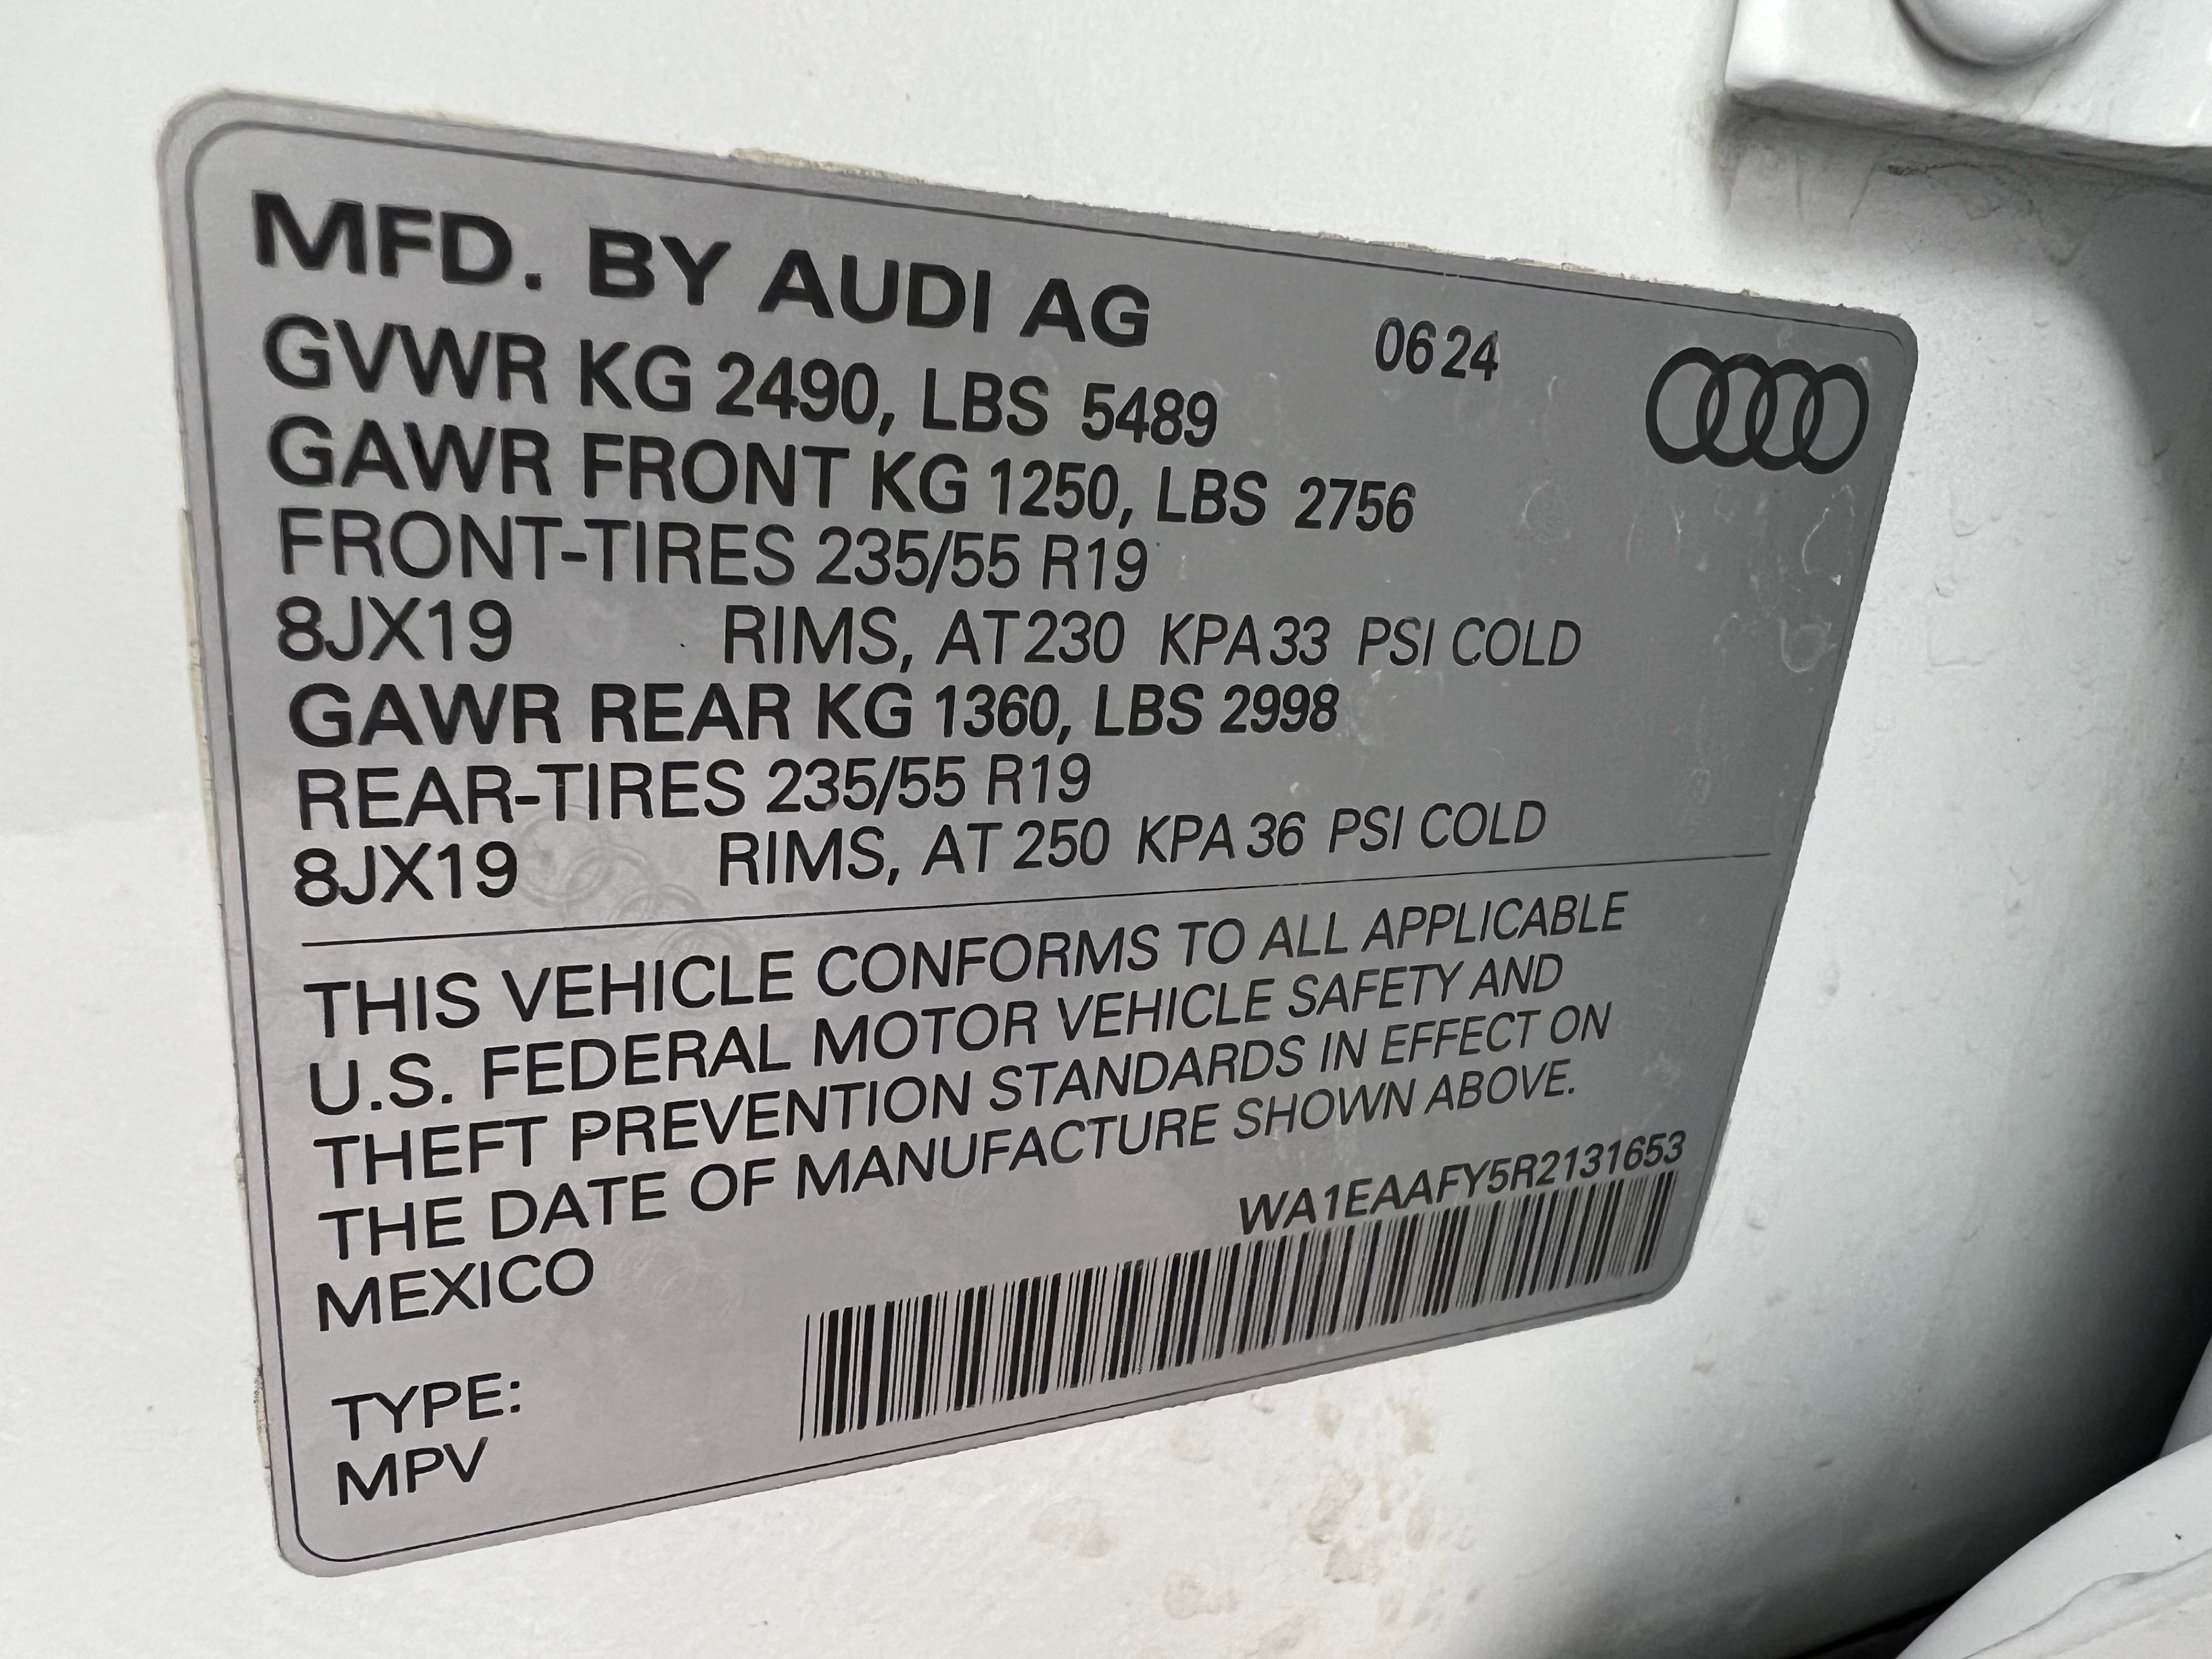 MFD. BY AUDI AG 06 24
GVWR KG 2490, LBS 5489
GAWR FRONT KG 1250, LBS 2756
FRONT-TIRES 235/55 R19
8JX19 RIMS, AT 230 KPA 33 PSI COLD
GAWR REAR KG 1360, LBS 2998
REAR-TIRES 235/55 R19
8JX19 RIMS, AT 250 KPA 36 PSI COLD
THIS VEHICLE CONFORMS TO ALL APPLICABLE
U.S. FEDERAL MOTOR VEHICLE SAFETY AND
THEFT PREVENTION STANDARDS IN EFFECT ON
THE DATE OF MANUFACTURE SHOWN ABOVE.
MEXICO WA1EAAFY5R2131653
TYPE:
MPV